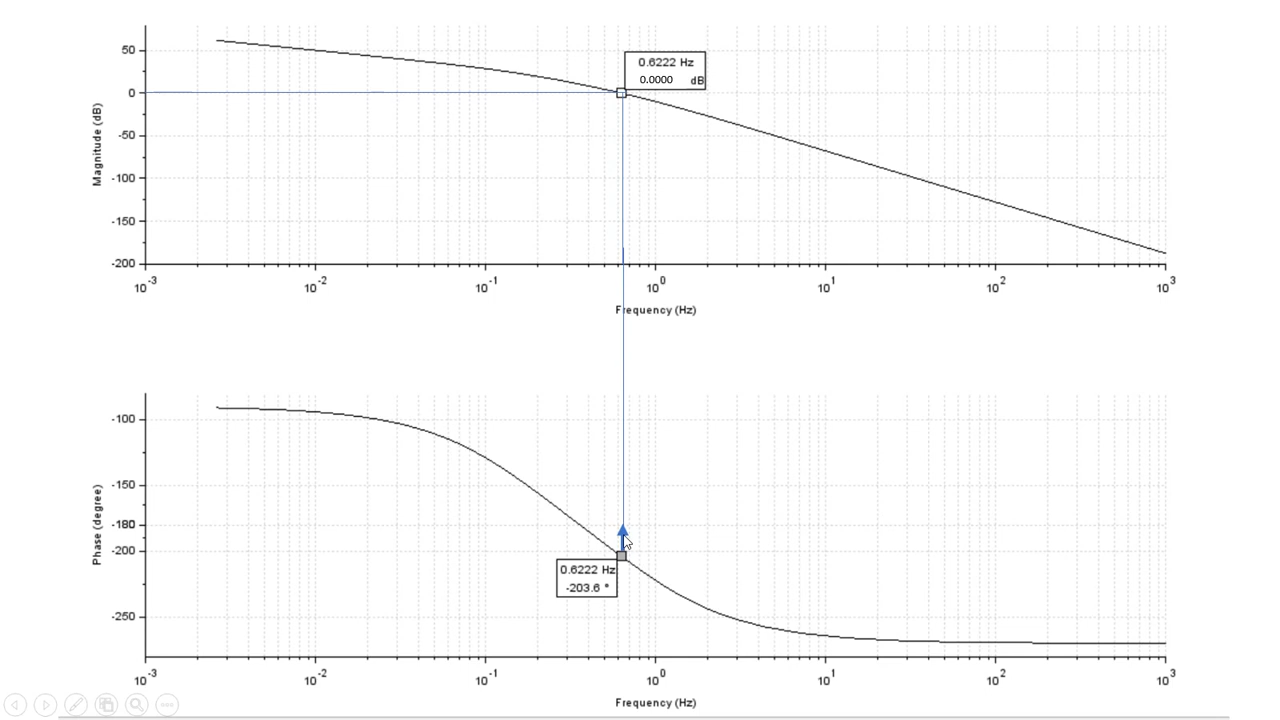 50
0
-50
-100
-150
-200
Magnitude (dB)
0.6222 Hz
0.0000 dB
10-3 10-2 10-1 100 101 102 103
Frequency (Hz)
-100
-150
-180
-200
-250
Phase (degree)
0.6222 Hz
-203.6 °
10-3 10-2 10-1 100 101 102 103
Frequency (Hz)